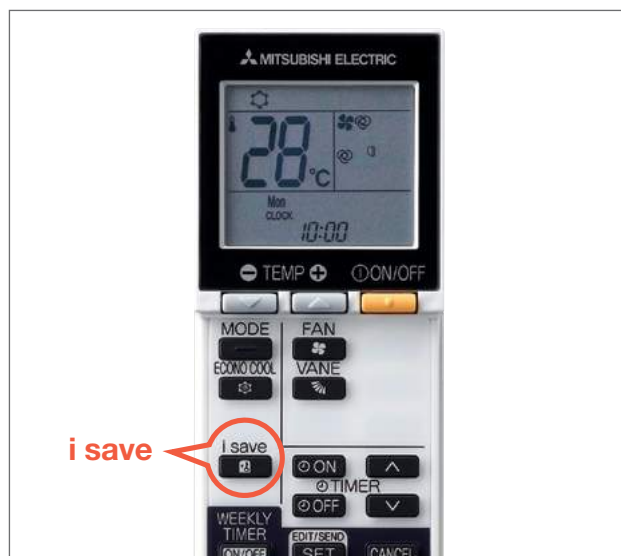 MITSUBISHI ELECTRIC
28°C
Mon
CLOCK
10:00
TEMP
ON/OFF
MODE
FAN
ECONO COOL
VANE
i save
i save
ON
TIMER
OFF
WEEKLY
TIMER
EDIT/SEND
ON/OFF
SET
CANCEL